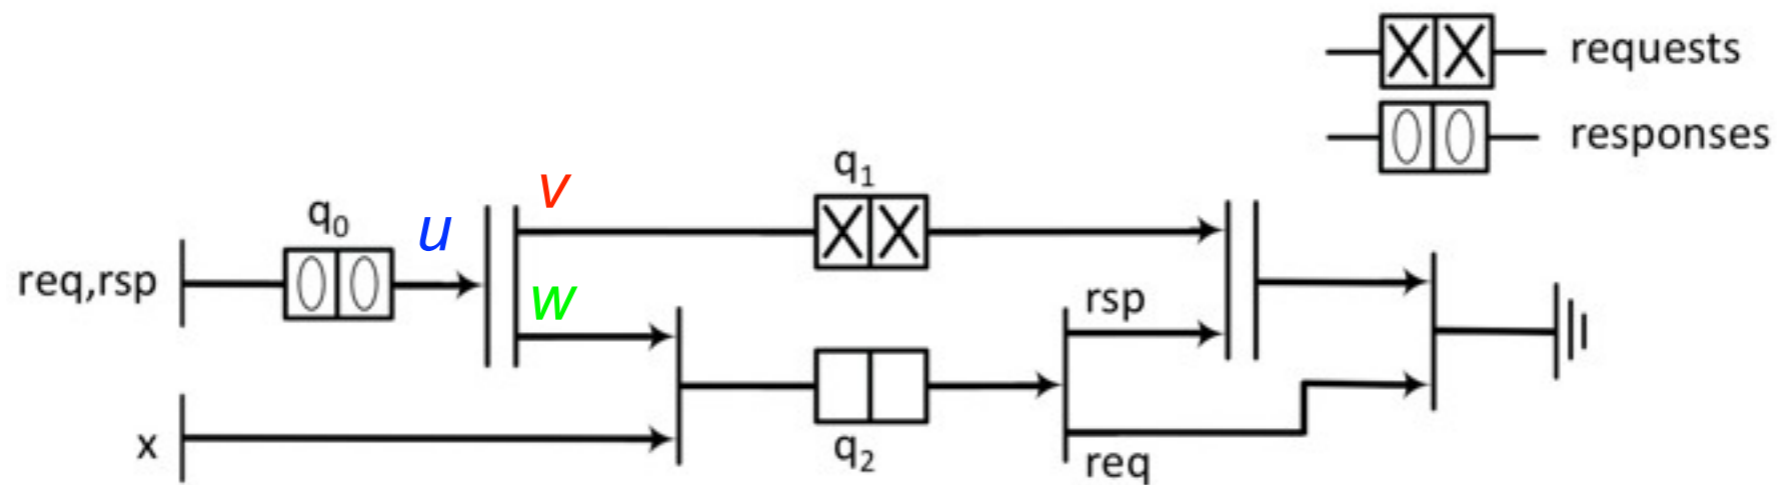 requests
responses
q₁
v
q₀
u
req,rsp
w
rsp
x
q₂
req